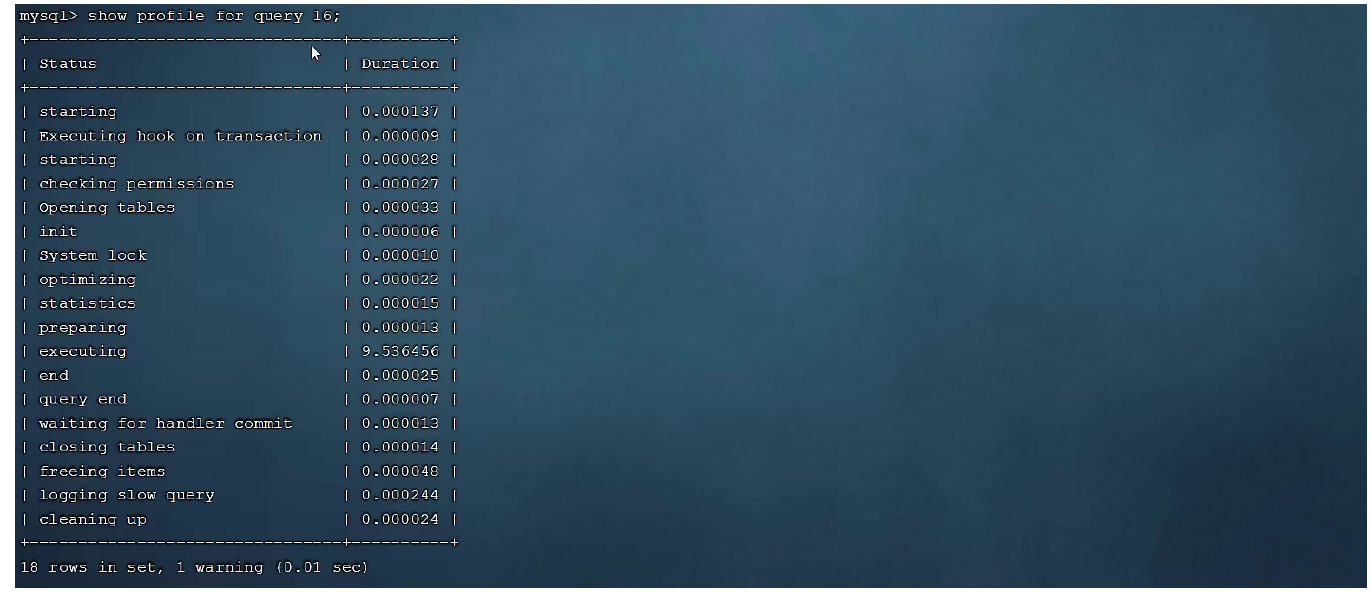 mysql> show profile for query 16;
+--------------------------------+----------+
| Status                         | Duration |
+--------------------------------+----------+
| starting                       | 0.000137 |
| Executing hook on transaction  | 0.000009 |
| starting                       | 0.000028 |
| checking permissions           | 0.000027 |
| Opening tables                 | 0.000033 |
| init                           | 0.000006 |
| System lock                    | 0.000010 |
| optimizing                     | 0.000022 |
| statistics                     | 0.000015 |
| preparing                      | 0.000013 |
| executing                      | 9.536456 |
| end                            | 0.000025 |
| query end                      | 0.000007 |
| waiting for handler commit     | 0.000013 |
| closing tables                 | 0.000014 |
| freeing items                  | 0.000048 |
| logging slow query             | 0.000244 |
| cleaning up                    | 0.000024 |
+--------------------------------+----------+
18 rows in set, 1 warning (0.01 sec)